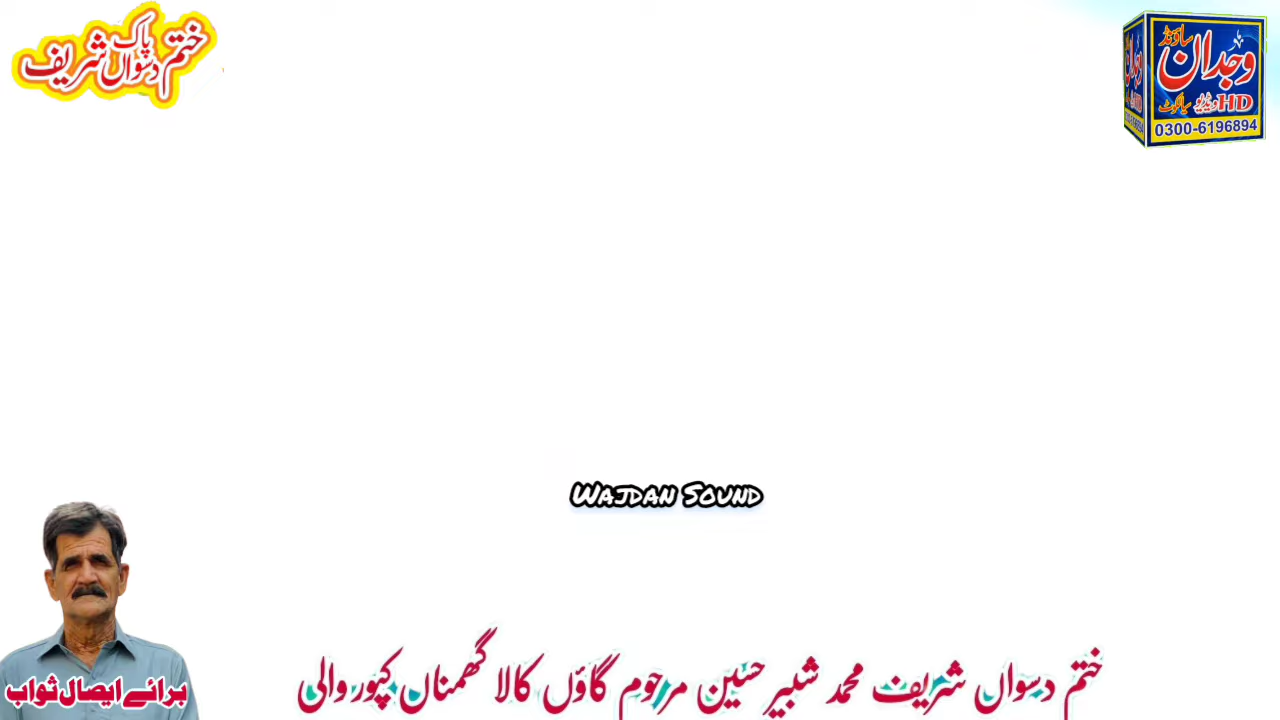 ختم دسواں پاک شریف
وجدان ساؤنڈ
HD ویڈیو سیالکوٹ
0300-6196894
Wajdan Sound
برائے ایصال ثواب
ختم دسواں شریف محمد شبیر حسین مرحوم گاؤں کالا گھمناں کپور والی